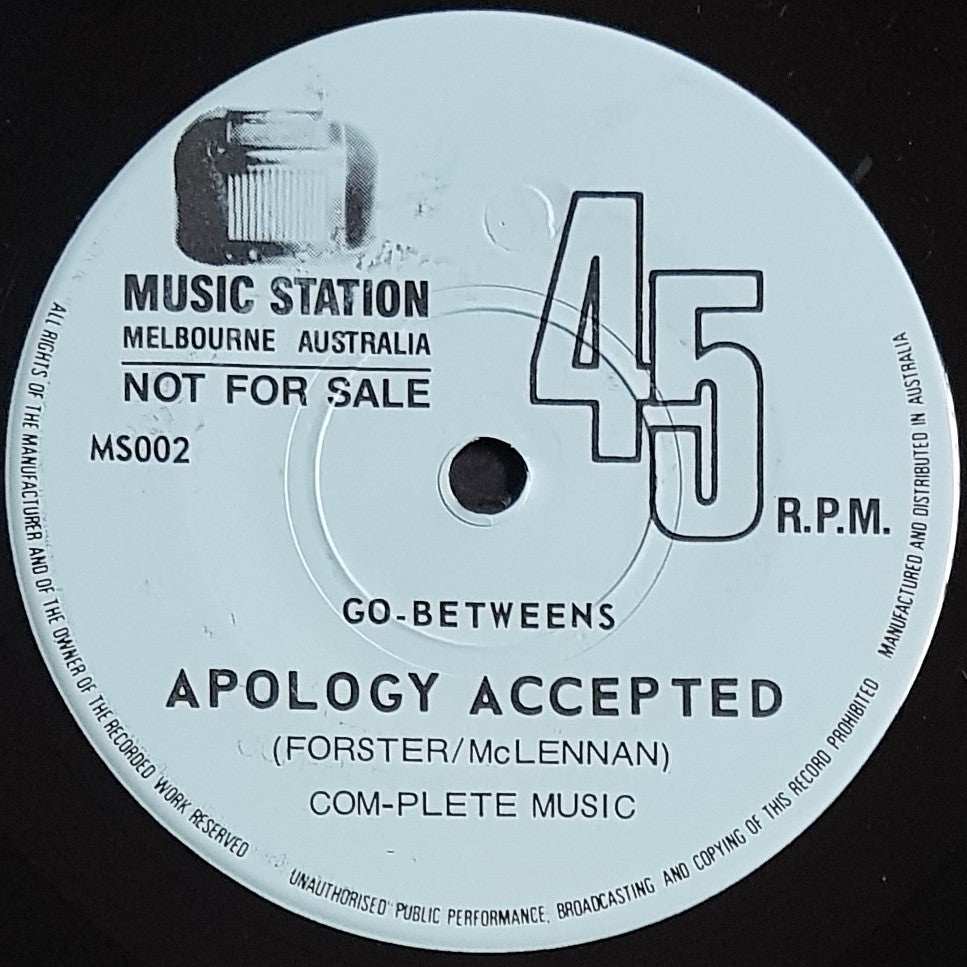 MUSIC STATION
MELBOURNE AUSTRALIA
NOT FOR SALE
MS002
45
R.P.M.
GO-BETWEENS
APOLOGY ACCEPTED
(FORSTER/McLENNAN)
COM-PLETE MUSIC
ALL RIGHTS OF THE MANUFACTURER AND OF THE OWNER OF THE RECORDED WORK RESERVED
UNAUTHORISED PUBLIC PERFORMANCE, BROADCASTING AND COPYING OF THIS RECORD PROHIBITED
MANUFACTURED AND DISTRIBUTED IN AUSTRALIA